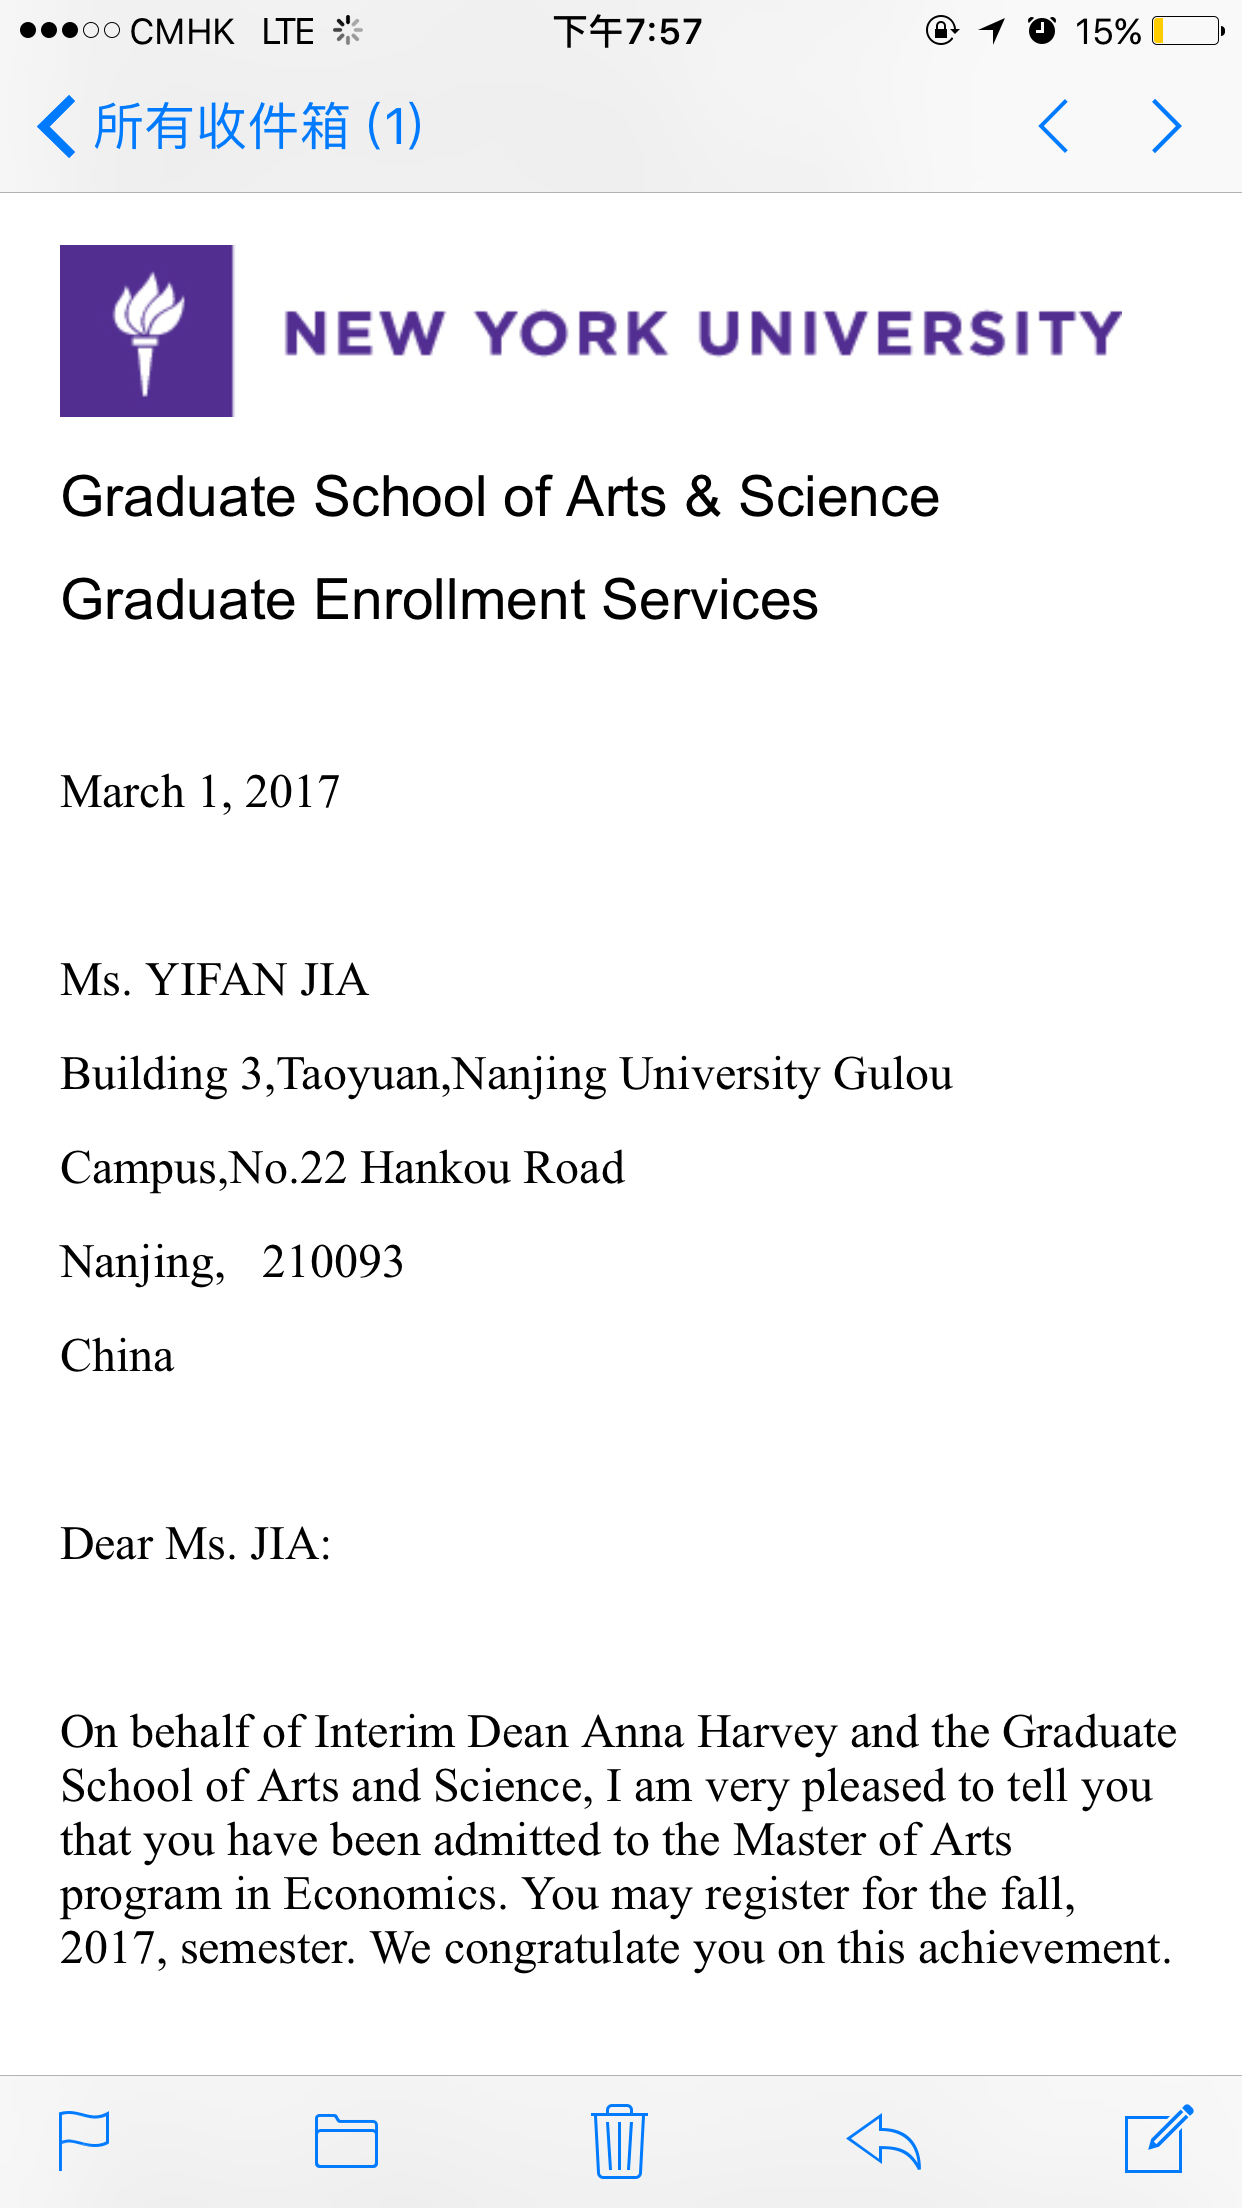 CMHK LTE 下午7:57 15%
所有收件箱 (1)
NEW YORK UNIVERSITY
Graduate School of Arts & Science
Graduate Enrollment Services
March 1, 2017
Ms. YIFAN JIA
Building 3,Taoyuan,Nanjing University Gulou
Campus,No.22 Hankou Road
Nanjing, 210093
China
Dear Ms. JIA:
On behalf of Interim Dean Anna Harvey and the Graduate
School of Arts and Science, I am very pleased to tell you
that you have been admitted to the Master of Arts
program in Economics. You may register for the fall,
2017, semester. We congratulate you on this achievement.